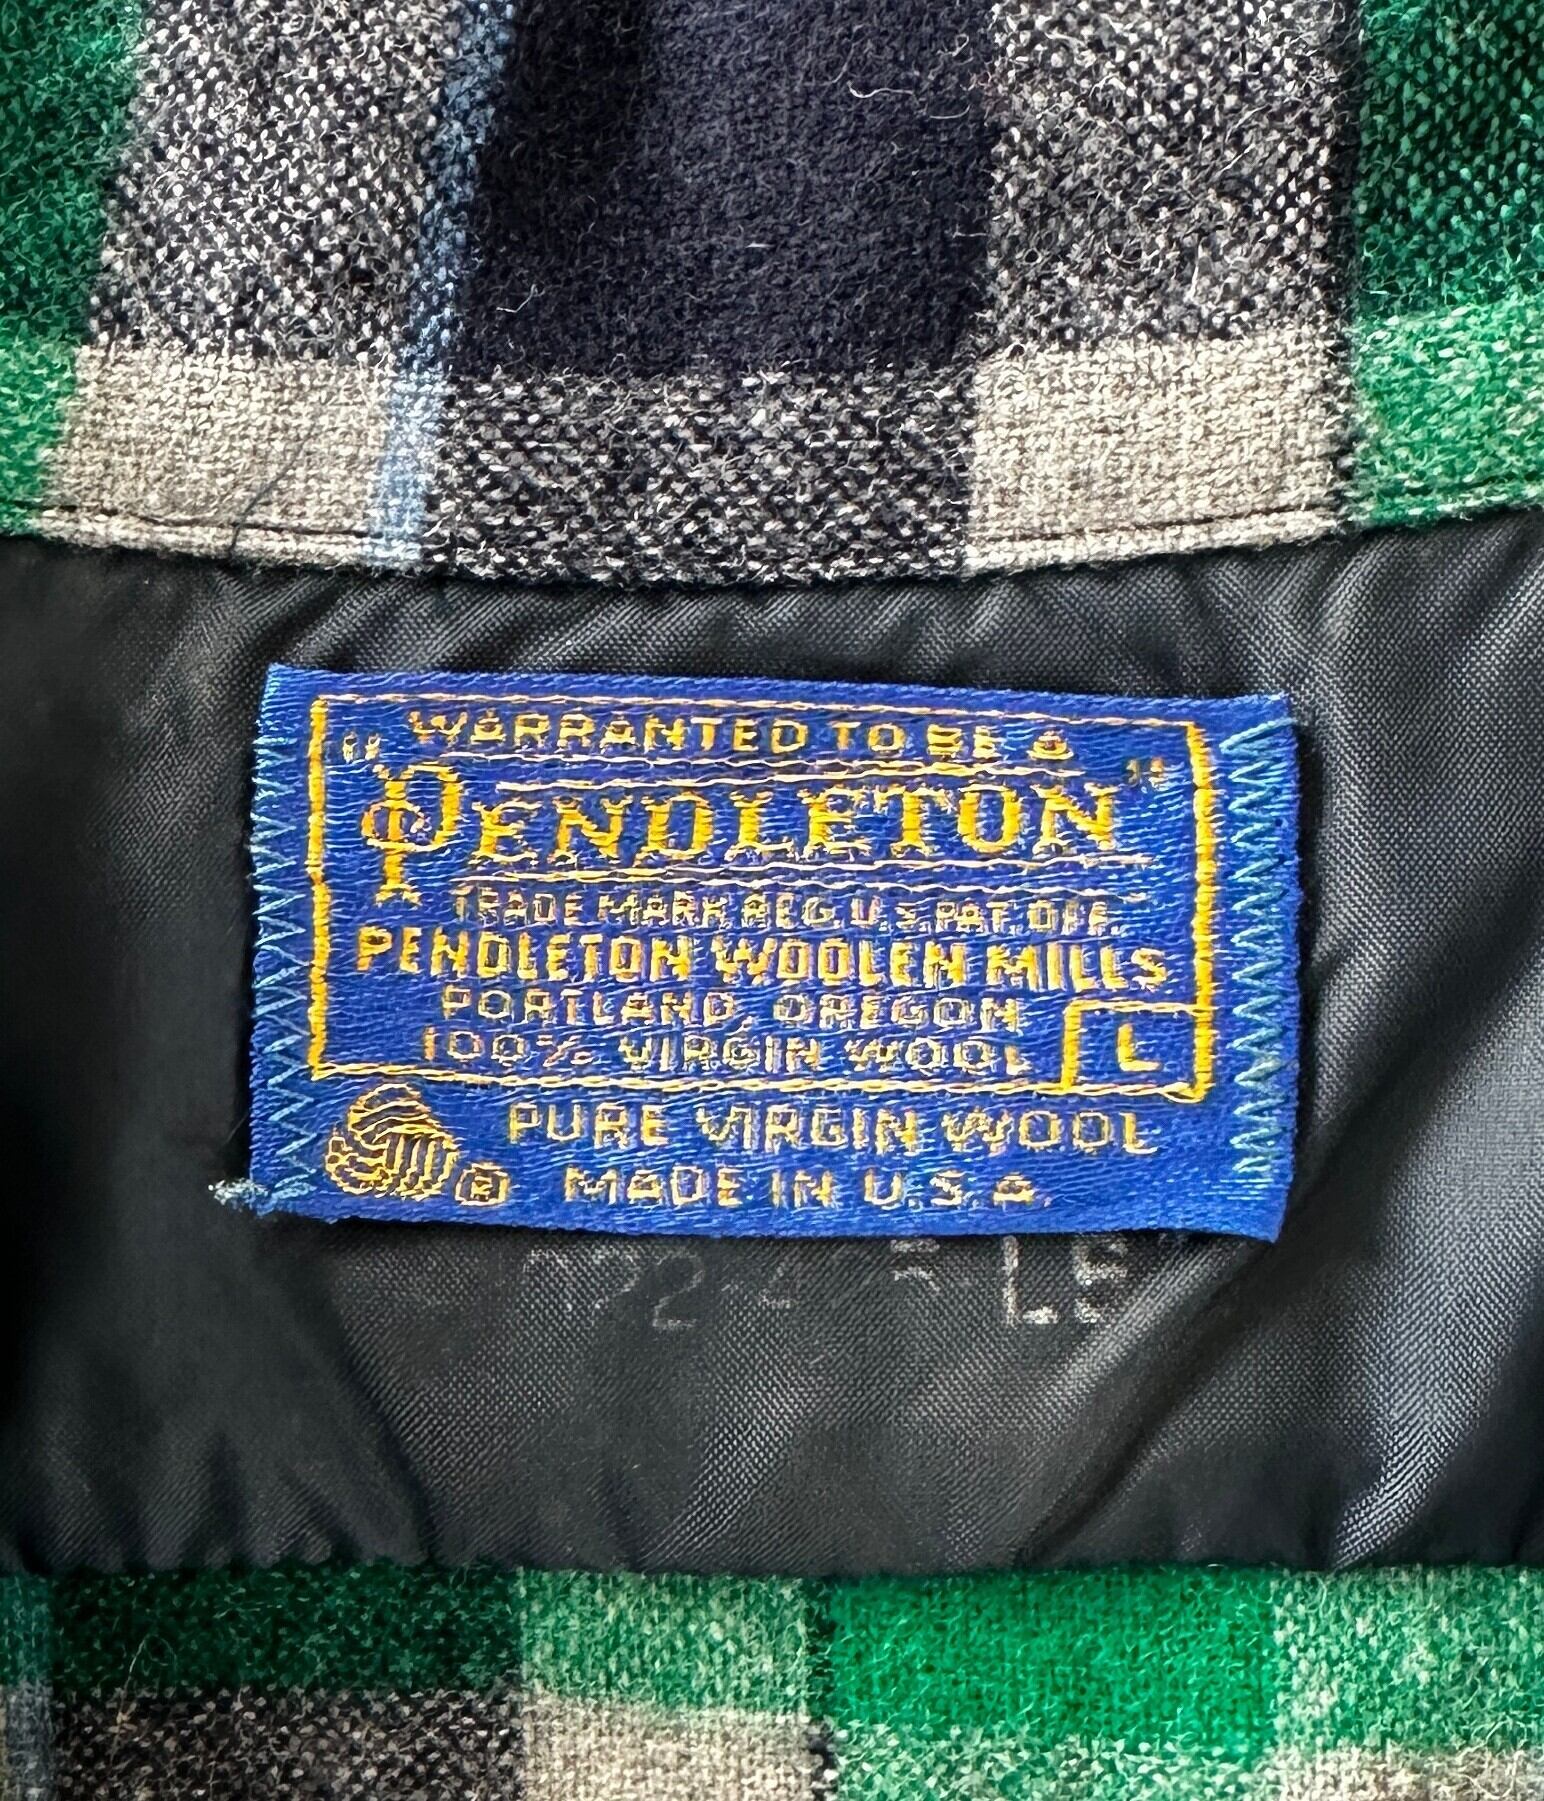 WARRANTED TO BE A
"PENDLETON"
TRADE MARK REG. U.S. PAT. OFF.
PENDLETON WOOLEN MILLS
PORTLAND, OREGON
100% VIRGIN WOOL L
PURE VIRGIN WOOL
® MADE IN U.S.A.